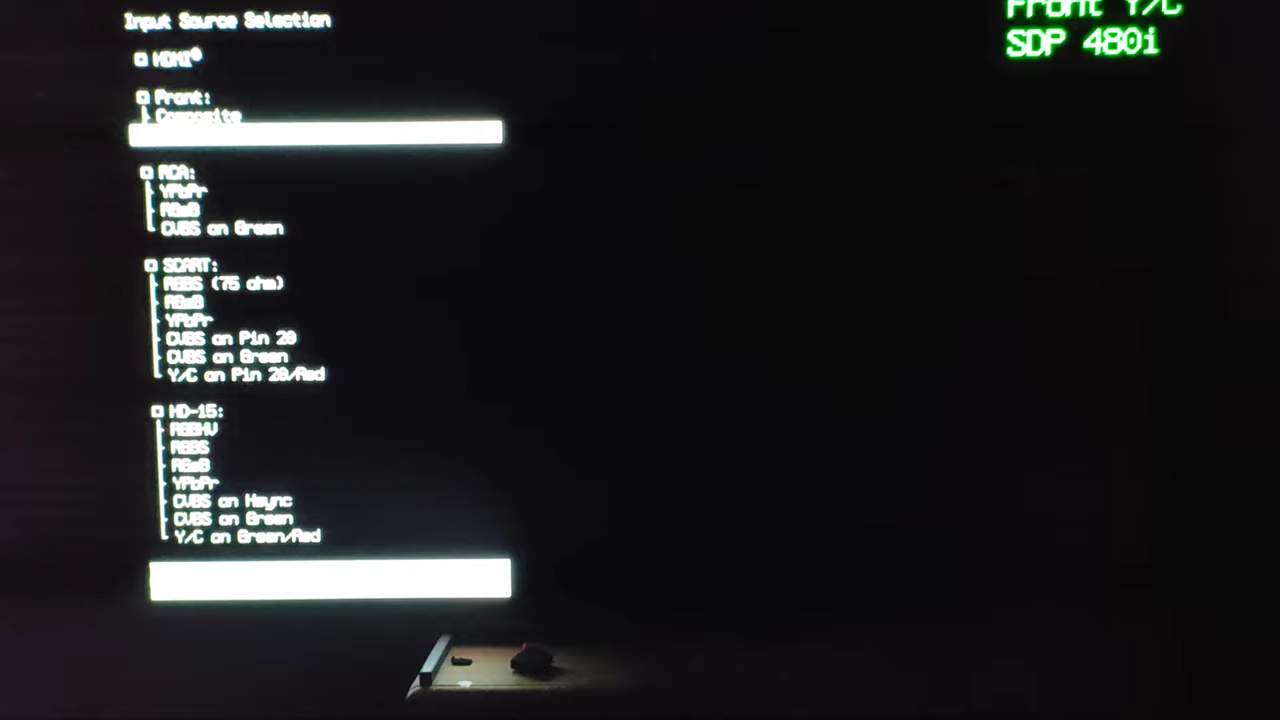 Input Source Selection
HDMI®
Front:
Composite
RCA:
YPbPr
RGsB
CVBS on Green
SCART:
RGBS (75 ohm)
RGsB
YPbPr
CVBS on Pin 20
CVBS on Green
Y/C on Pin 20/Red
HD-15:
RGBHV
RGBS
RGsB
YPbPr
CVBS on Hsync
CVBS on Green
Y/C on Green/Red
Front Y/C
SDP 480i